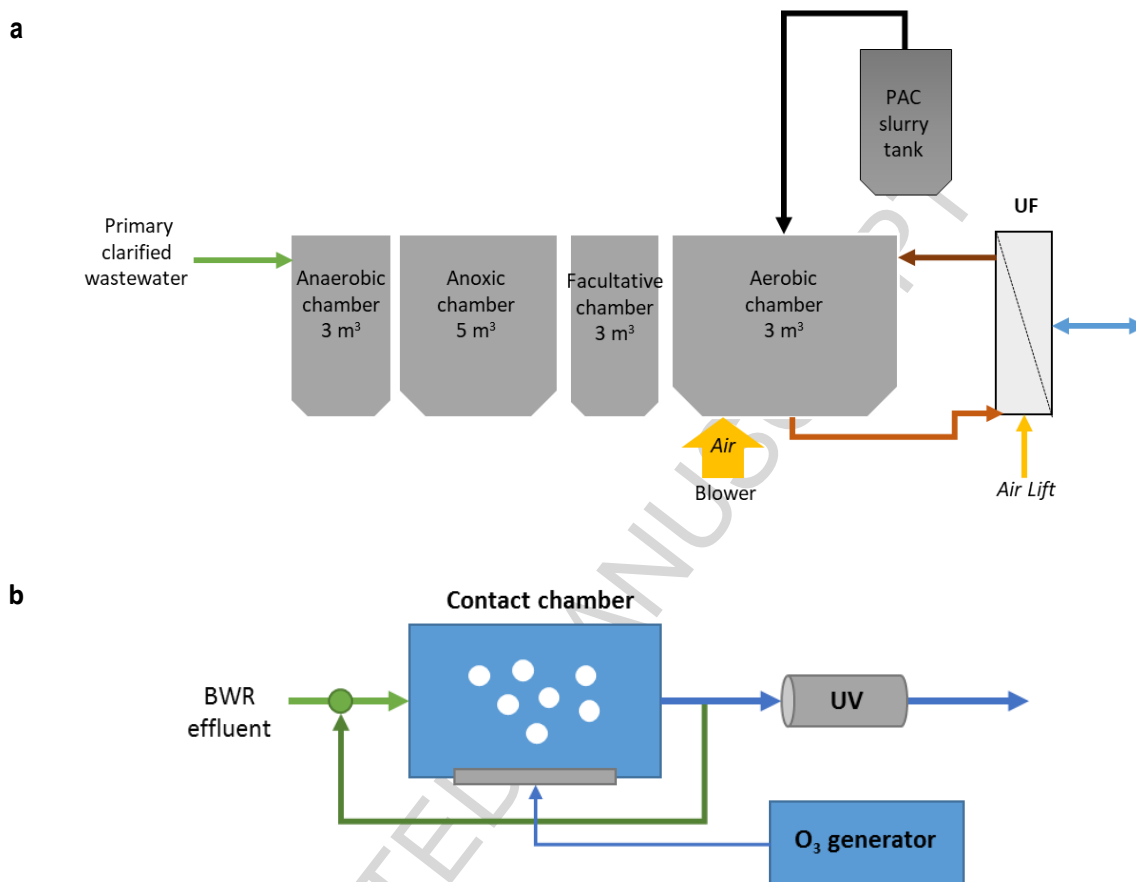 a
PAC
slurry
tank
UF
Primary
clarified
wastewater
Anaerobic
chamber
3 m³
Anoxic
chamber
5 m³
Facultative
chamber
3 m³
Aerobic
chamber
3 m³
Air
Blower
Air Lift
b
Contact chamber
BWR
effluent
UV
O₃ generator